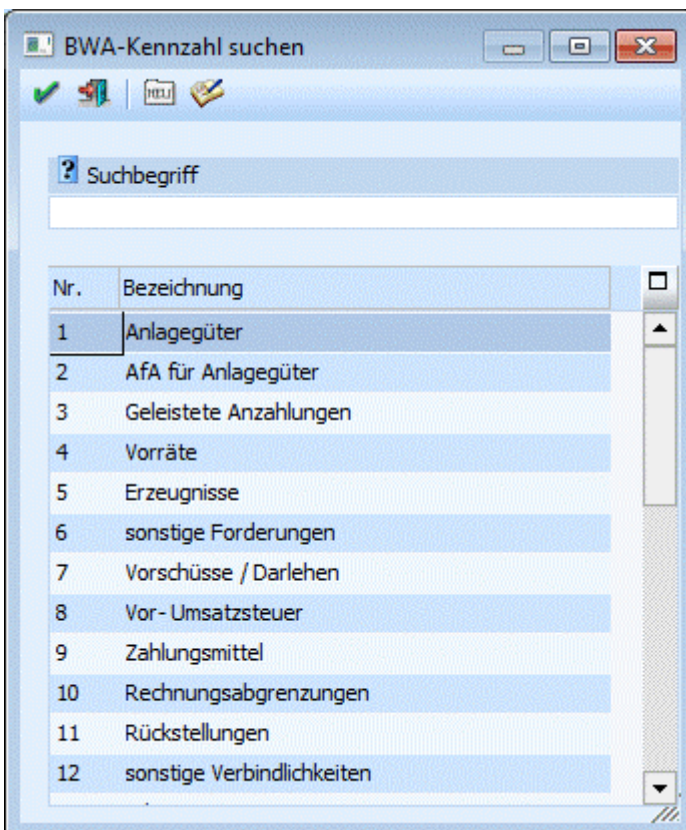 BWA-Kennzahl suchen
NEU
? Suchbegriff
Nr. Bezeichnung
1 Anlagegüter
2 AfA für Anlagegüter
3 Geleistete Anzahlungen
4 Vorräte
5 Erzeugnisse
6 sonstige Forderungen
7 Vorschüsse / Darlehen
8 Vor- Umsatzsteuer
9 Zahlungsmittel
10 Rechnungsabgrenzungen
11 Rückstellungen
12 sonstige Verbindlichkeiten